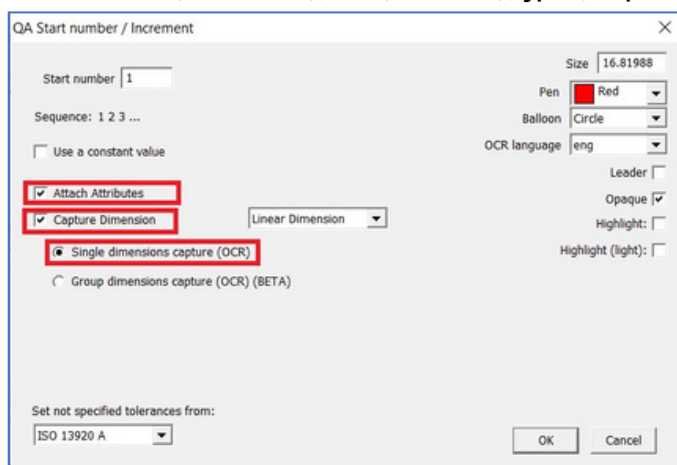 QA Start number / Increment
Size 16.81988
Start number 1
Pen Red
Sequence: 1 2 3 ...
Balloon Circle
Use a constant value
OCR language eng
Leader
Attach Attributes
Opaque
Capture Dimension Linear Dimension
Highlight:
Single dimensions capture (OCR)
Highlight (light):
Group dimensions capture (OCR) (BETA)
Set not specified tolerances from:
ISO 13920 A
OK Cancel